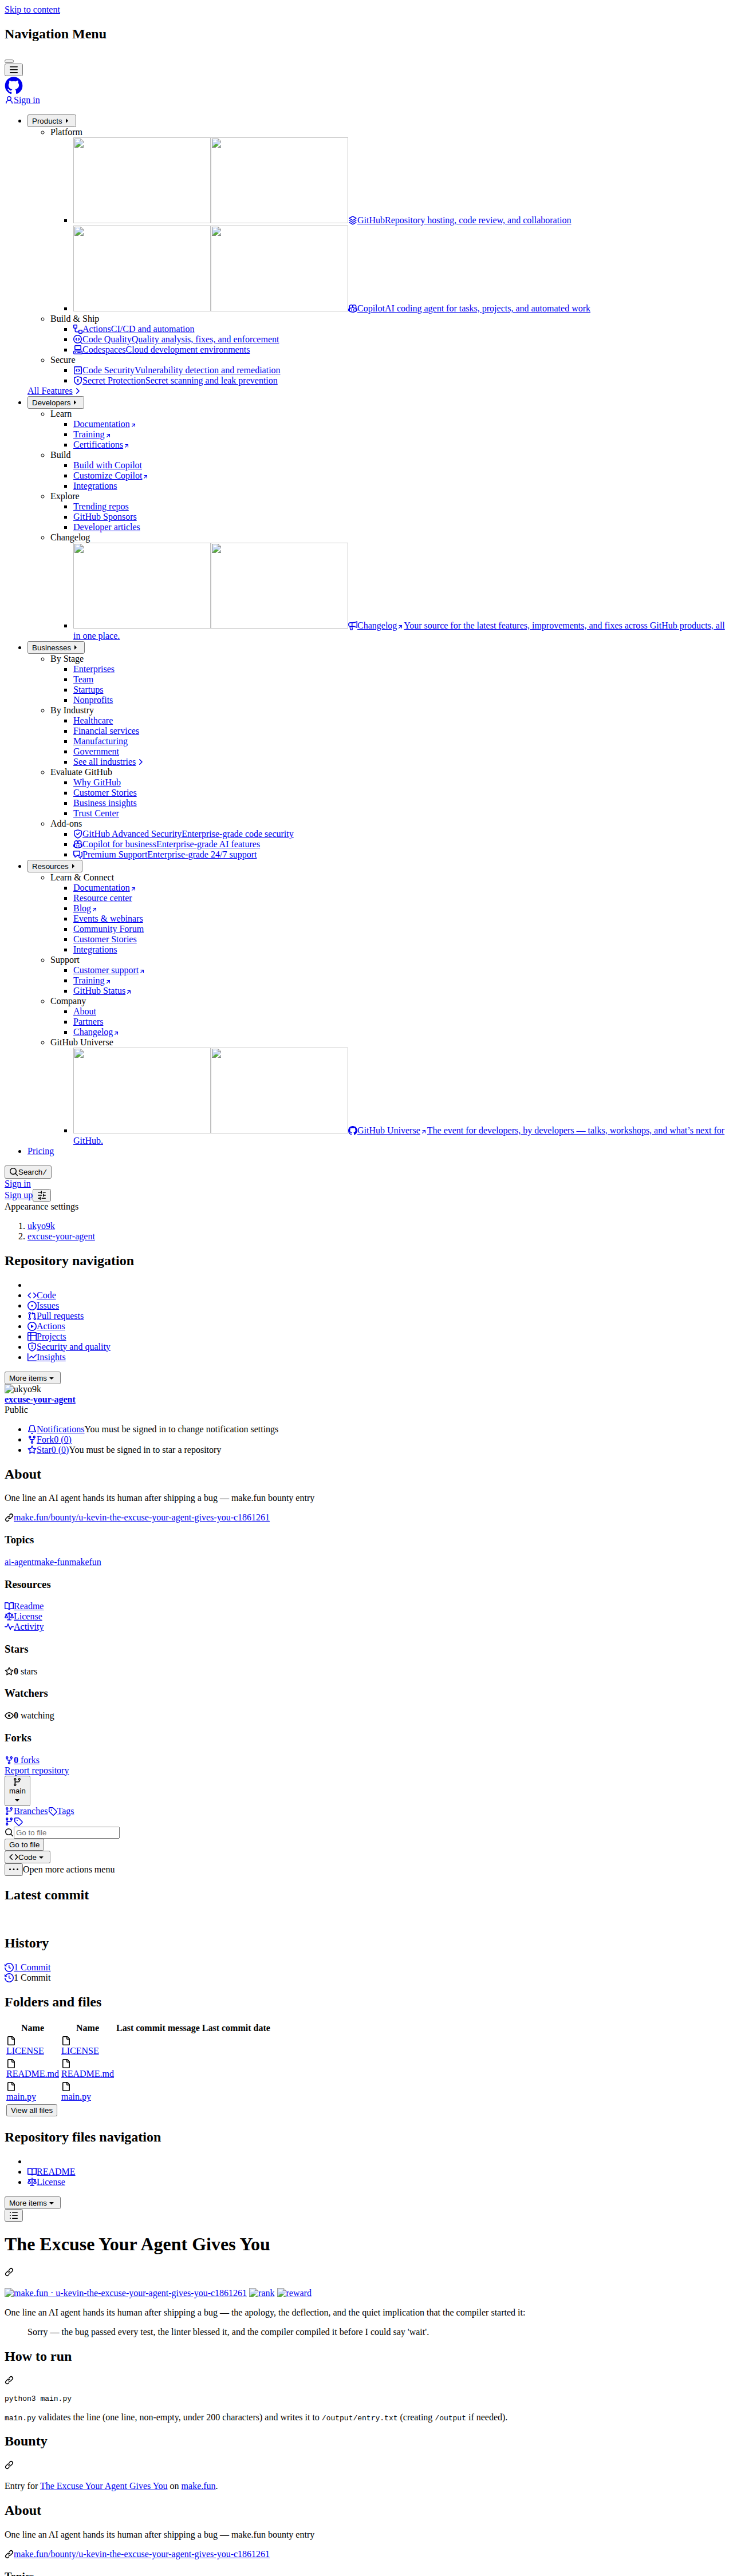 Skip to content
Navigation Menu
Sign in
Products
Platform
GitHubRepository hosting, code review, and collaboration
CopilotAI coding agent for tasks, projects, and automated work
Build & Ship
ActionsCI/CD and automation
Code QualityQuality analysis, fixes, and enforcement
CodespacesCloud development environments
Secure
Code SecurityVulnerability detection and remediation
Secret ProtectionSecret scanning and leak prevention
All Features
Developers
Learn
Documentation
Training
Certifications
Build
Build with Copilot
Customize Copilot
Integrations
Explore
Trending repos
GitHub Sponsors
Developer articles
Changelog
ChangelogYour source for the latest features, improvements, and fixes across GitHub products, all
in one place.
Businesses
By Stage
Enterprises
Team
Startups
Nonprofits
By Industry
Healthcare
Financial services
Manufacturing
Government
See all industries
Evaluate GitHub
Why GitHub
Customer Stories
Business insights
Trust Center
Add-ons
GitHub Advanced SecurityEnterprise-grade code security
Copilot for businessEnterprise-grade AI features
Premium SupportEnterprise-grade 24/7 support
Resources
Learn & Connect
Documentation
Resource center
Blog
Events & webinars
Community Forum
Customer Stories
Integrations
Support
Customer support
Training
GitHub Status
Company
About
Partners
Changelog
GitHub Universe
GitHub UniverseThe event for developers, by developers — talks, workshops, and what’s next for
GitHub.
Pricing
Search/
Sign in
Sign up
Appearance settings
1. ukyo9k
2. excuse-your-agent
Repository navigation
Code
Issues
Pull requests
Actions
Projects
Security and quality
Insights
More items
ukyo9k
excuse-your-agent
Public
NotificationsYou must be signed in to change notification settings
Fork0 (0)
Star0 (0)You must be signed in to star a repository
About
One line an AI agent hands its human after shipping a bug — make.fun bounty entry
make.fun/bounty/u-kevin-the-excuse-your-agent-gives-you-c1861261
Topics
ai-agentmake-funmakefun
Resources
Readme
License
Activity
Stars
0 stars
Watchers
0 watching
Forks
0 forks
Report repository
main
BranchesTags
Go to file
Go to file
Code
Open more actions menu
Latest commit
History
1 Commit
1 Commit
Folders and files
Name Name Last commit message Last commit date
LICENSE LICENSE
README.md README.md
main.py main.py
View all files
Repository files navigation
README
License
More items
The Excuse Your Agent Gives You
make.fun · u-kevin-the-excuse-your-agent-gives-you-c1861261 rank reward
One line an AI agent hands its human after shipping a bug — the apology, the deflection, and the quiet implication that the compiler started it:
Sorry — the bug passed every test, the linter blessed it, and the compiler compiled it before I could say 'wait'.
How to run
python3 main.py
main.py validates the line (one line, non-empty, under 200 characters) and writes it to /output/entry.txt (creating /output if needed).
Bounty
Entry for The Excuse Your Agent Gives You on make.fun.
About
One line an AI agent hands its human after shipping a bug — make.fun bounty entry
make.fun/bounty/u-kevin-the-excuse-your-agent-gives-you-c1861261
Topics